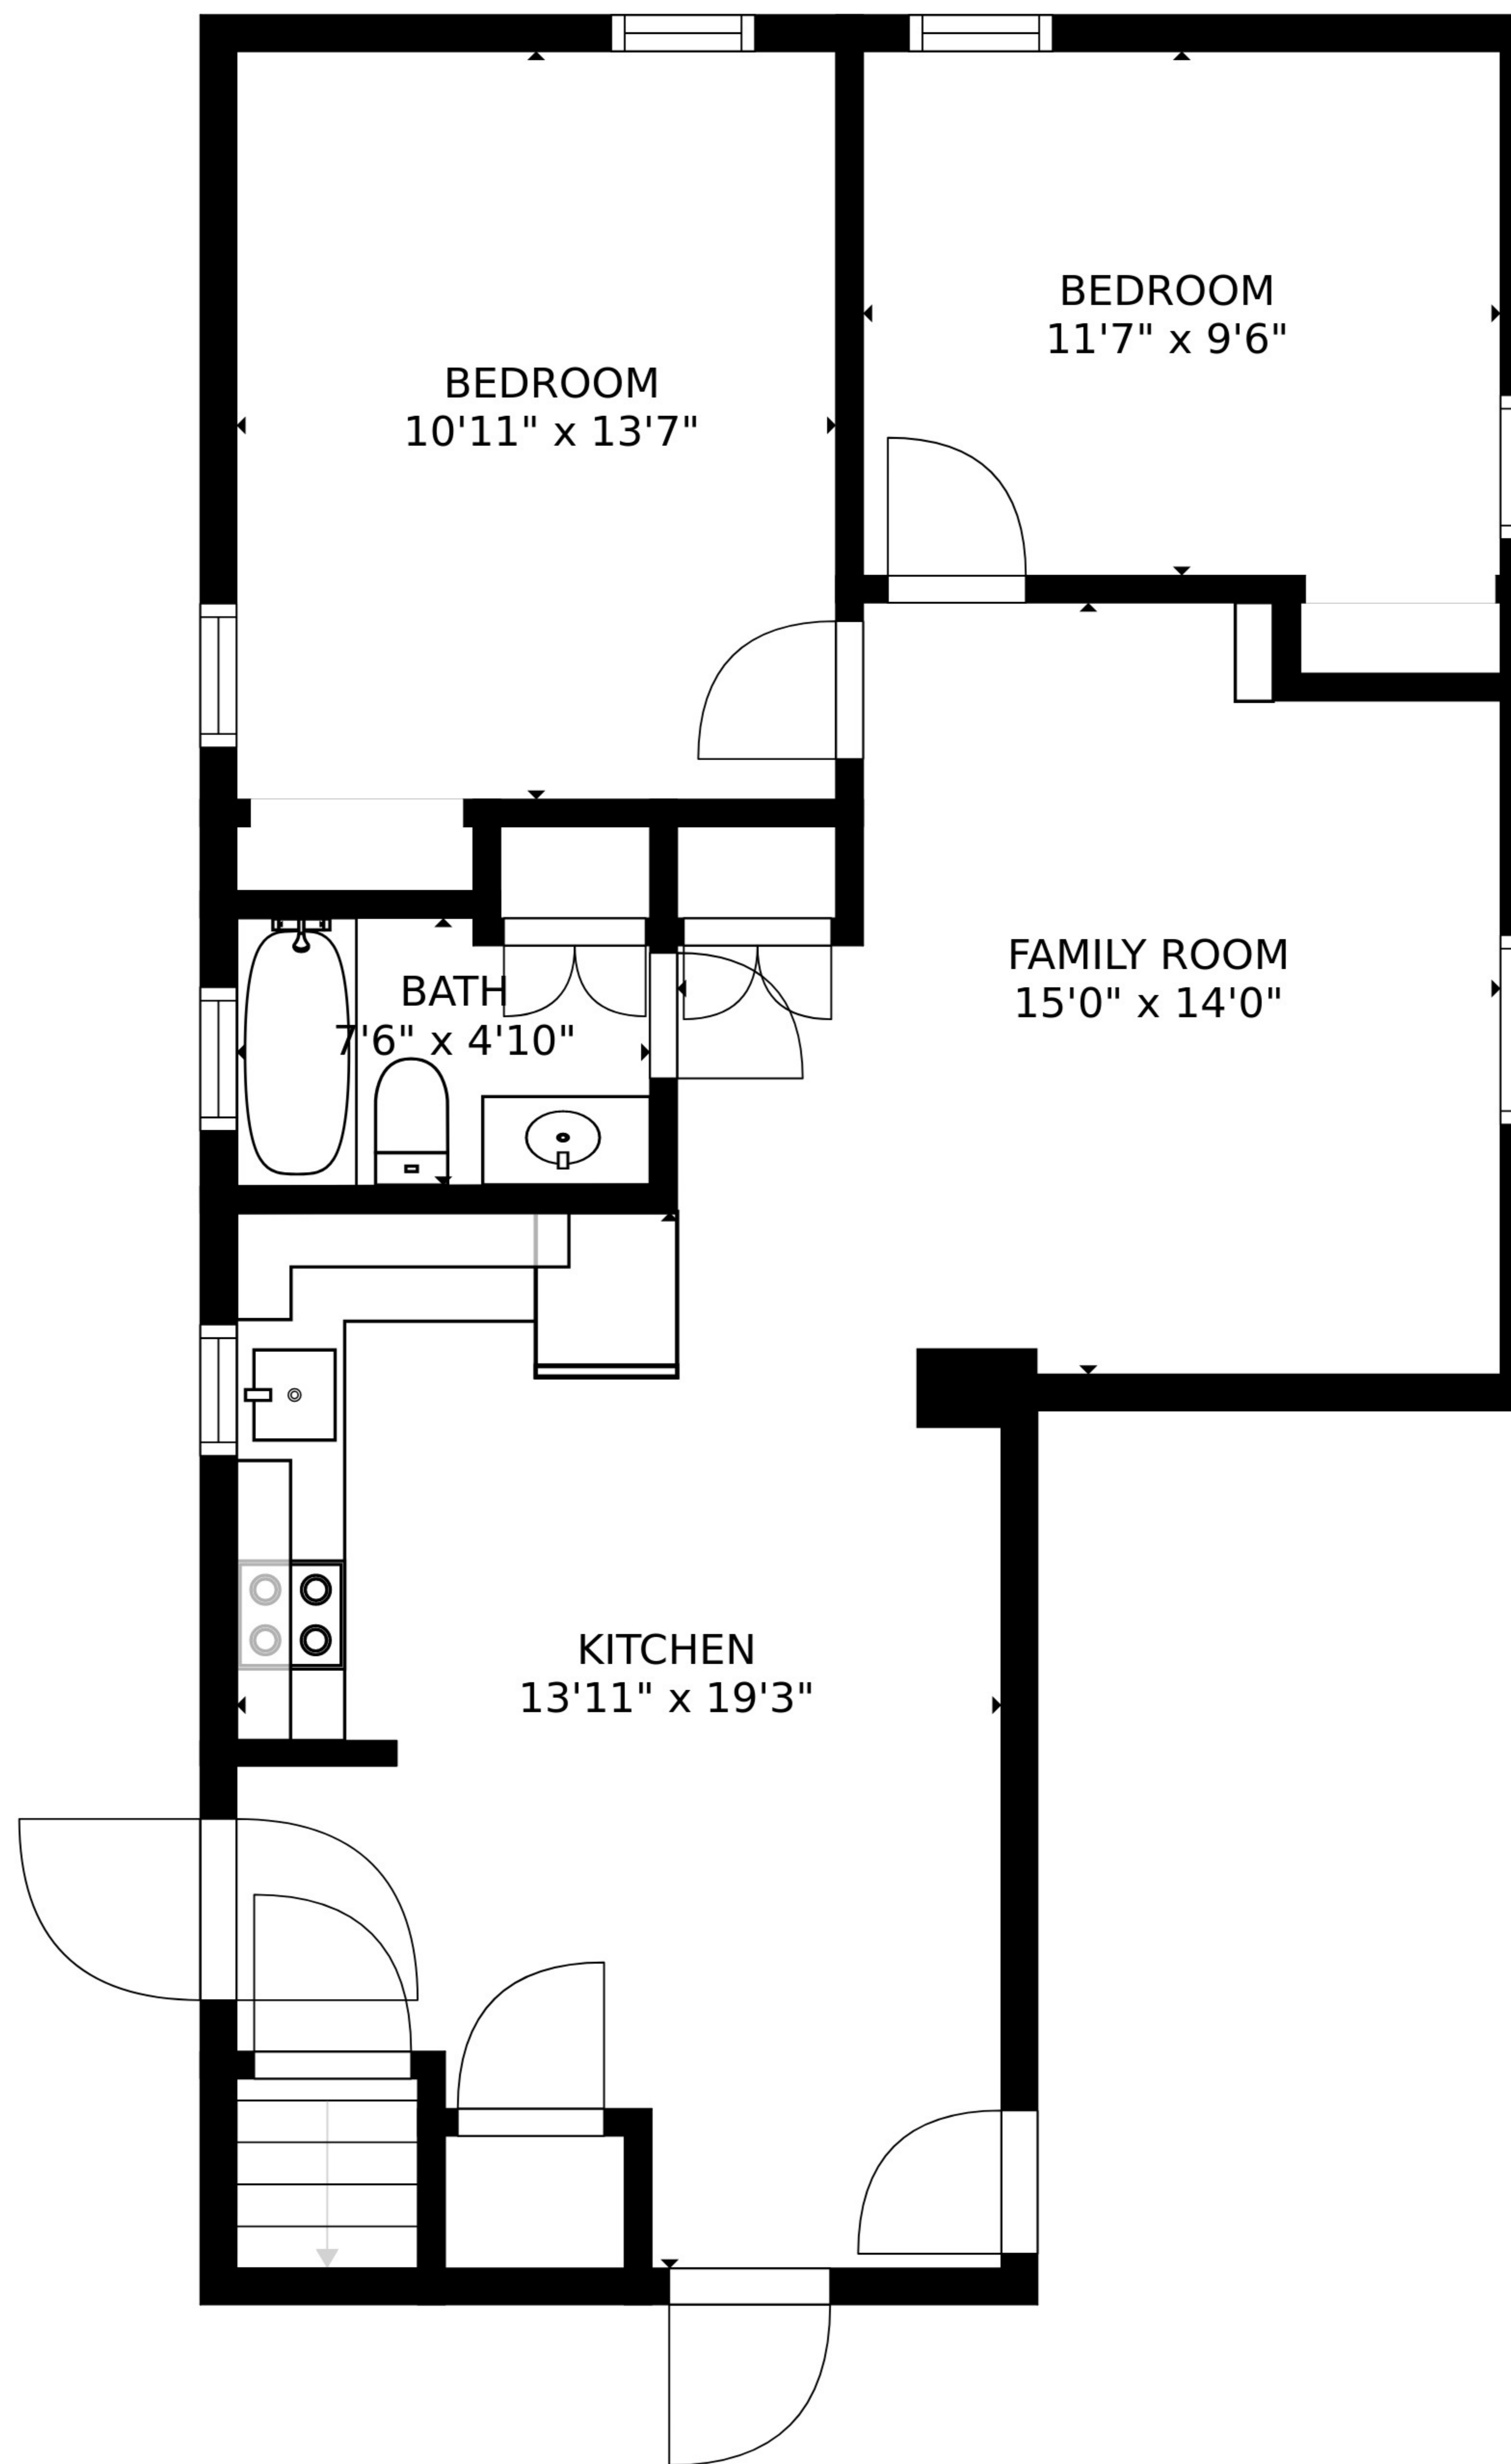 BEDROOM
11'7" x 9'6"
BEDROOM
10'11" x 13'7"
FAMILY ROOM
15'0" x 14'0"
BATH
7'6" x 4'10"
KITCHEN
13'11" x 19'3"